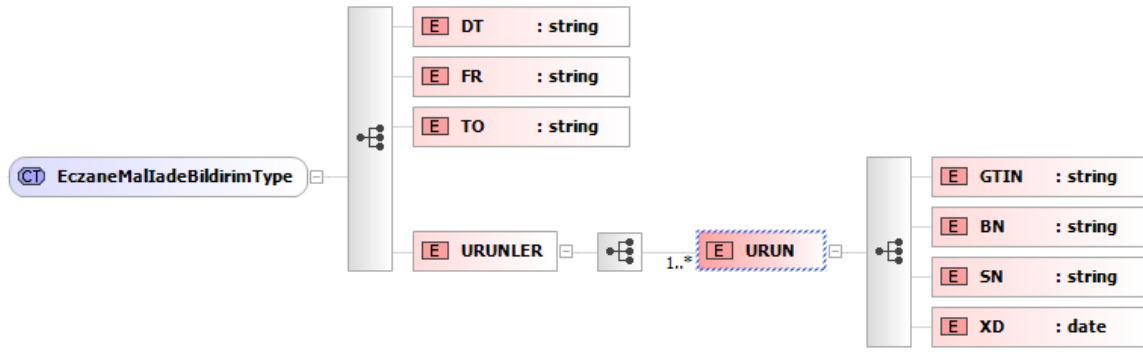 E DT : string
E FR : string
E TO : string
CT EczaneMalIadeBildirimType
E URUNLER
1..*
E URUN
E GTIN : string
E BN : string
E SN : string
E XD : date